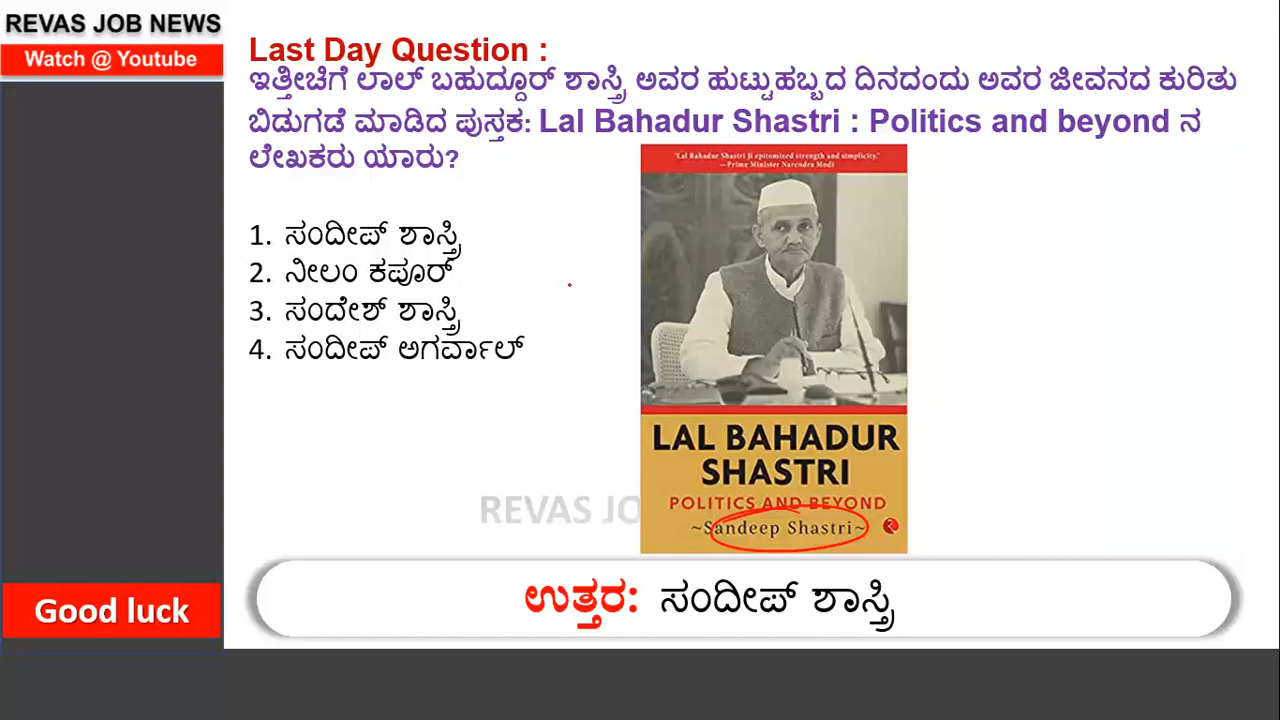 REVAS JOB NEWS
Watch @ Youtube
Last Day Question :
ಇತ್ತೀಚಿಗೆ ಲಾಲ್ ಬಹುದ್ದೂರ್ ಶಾಸ್ತ್ರಿ ಅವರ ಹುಟ್ಟುಹಬ್ಬದ ದಿನದಂದು ಅವರ ಜೀವನದ ಕುರಿತು
ಬಿಡುಗಡೆ ಮಾಡಿದ ಪುಸ್ತಕ: Lal Bahadur Shastri : Politics and beyond ನ
ಲೇಖಕರು ಯಾರು?
1. ಸಂದೀಪ್ ಶಾಸ್ತ್ರಿ
2. ನೀಲಂ ಕಪೂರ್
3. ಸಂದೇಶ್ ಶಾಸ್ತ್ರಿ
4. ಸಂದೀಪ್ ಅಗರ್ವಾಲ್
"Lal Bahadur Shastri Ji epitomized strength and simplicity."
—Prime Minister Narendra Modi
LAL BAHADUR
SHASTRI
POLITICS AND BEYOND
~Sandeep Shastri~
REVAS JO
ಉತ್ತರ: ಸಂದೀಪ್ ಶಾಸ್ತ್ರಿ
Good luck